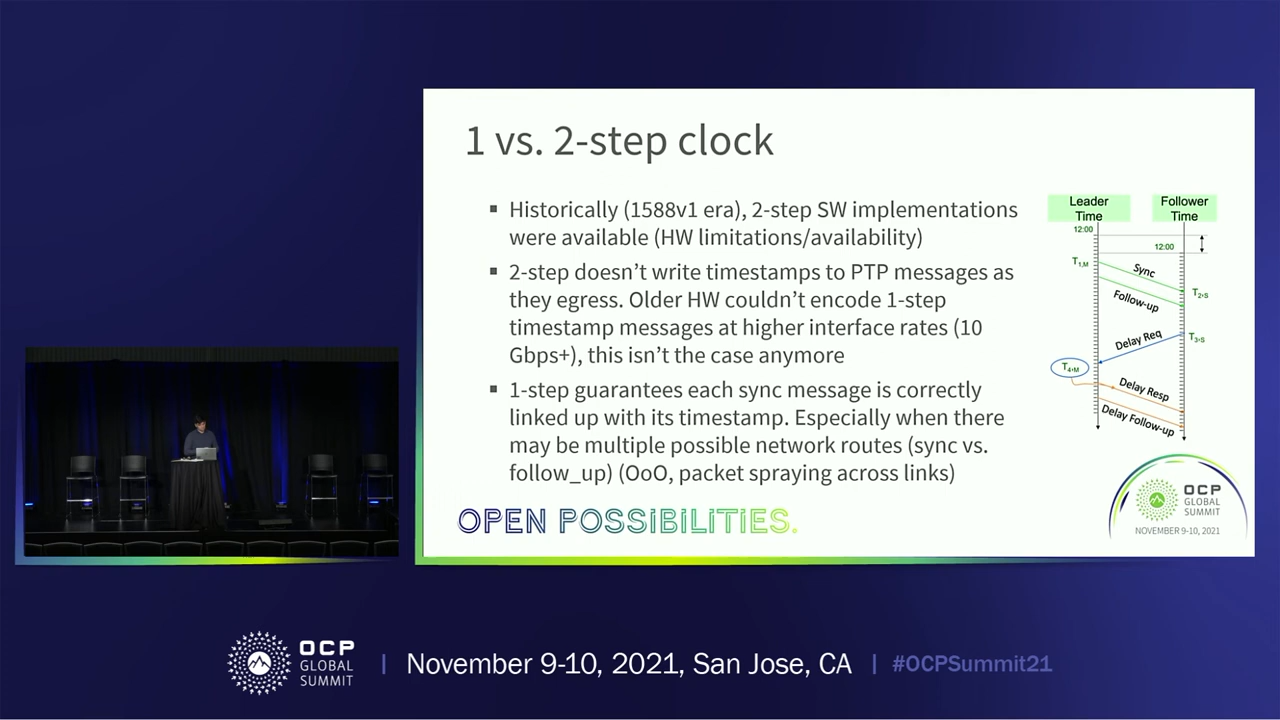 1 vs. 2-step clock
▪ Historically (1588v1 era), 2-step SW implementations
were available (HW limitations/availability)
▪ 2-step doesn’t write timestamps to PTP messages as
they egress. Older HW couldn’t encode 1-step
timestamp messages at higher interface rates (10
Gbps+), this isn’t the case anymore
▪ 1-step guarantees each sync message is correctly
linked up with its timestamp. Especially when there
may be multiple possible network routes (sync vs.
follow_up) (OoO, packet spraying across links)
Leader
Time
Follower
Time
12:00
12:00
T1,M
Sync
T2,S
Follow-up
Delay Req
T3,S
T4,M
Delay Resp
Delay Follow-up
OPEN POSSIBILITIES.
OCP
GLOBAL
SUMMIT
NOVEMBER 9-10, 2021
OCP
GLOBAL
SUMMIT
| November 9-10, 2021, San Jose, CA | #OCPSummit21